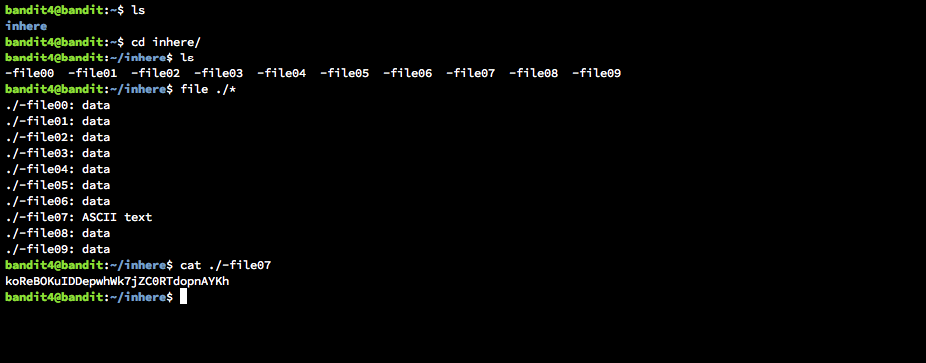 bandit4@bandit:~$ ls
inhere
bandit4@bandit:~$ cd inhere/
bandit4@bandit:~/inhere$ ls
-file00  -file01  -file02  -file03  -file04  -file05  -file06  -file07  -file08  -file09
bandit4@bandit:~/inhere$ file ./*
./-file00: data
./-file01: data
./-file02: data
./-file03: data
./-file04: data
./-file05: data
./-file06: data
./-file07: ASCII text
./-file08: data
./-file09: data
bandit4@bandit:~/inhere$ cat ./-file07
koReBOKuIDDepwhWk7jZC0RTdopnAYKh
bandit4@bandit:~/inhere$